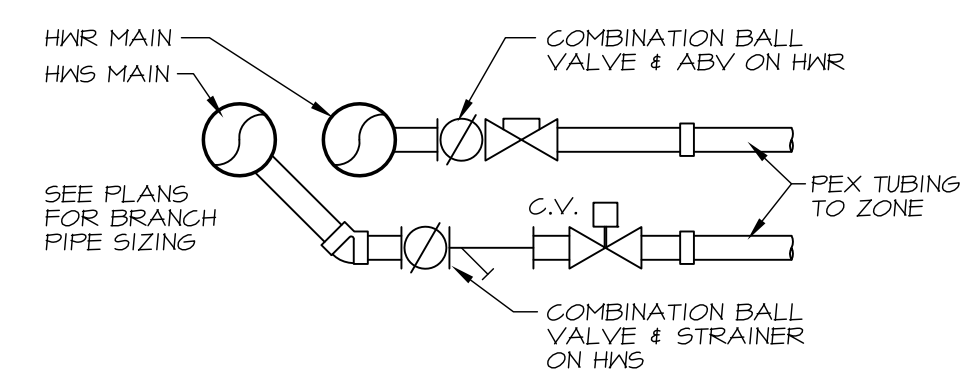 HWR MAIN
HWS MAIN
COMBINATION BALL
VALVE & ABV ON HWR
SEE PLANS
FOR BRANCH
PIPE SIZING
C.V.
PEX TUBING
TO ZONE
COMBINATION BALL
VALVE & STRAINER
ON HWS